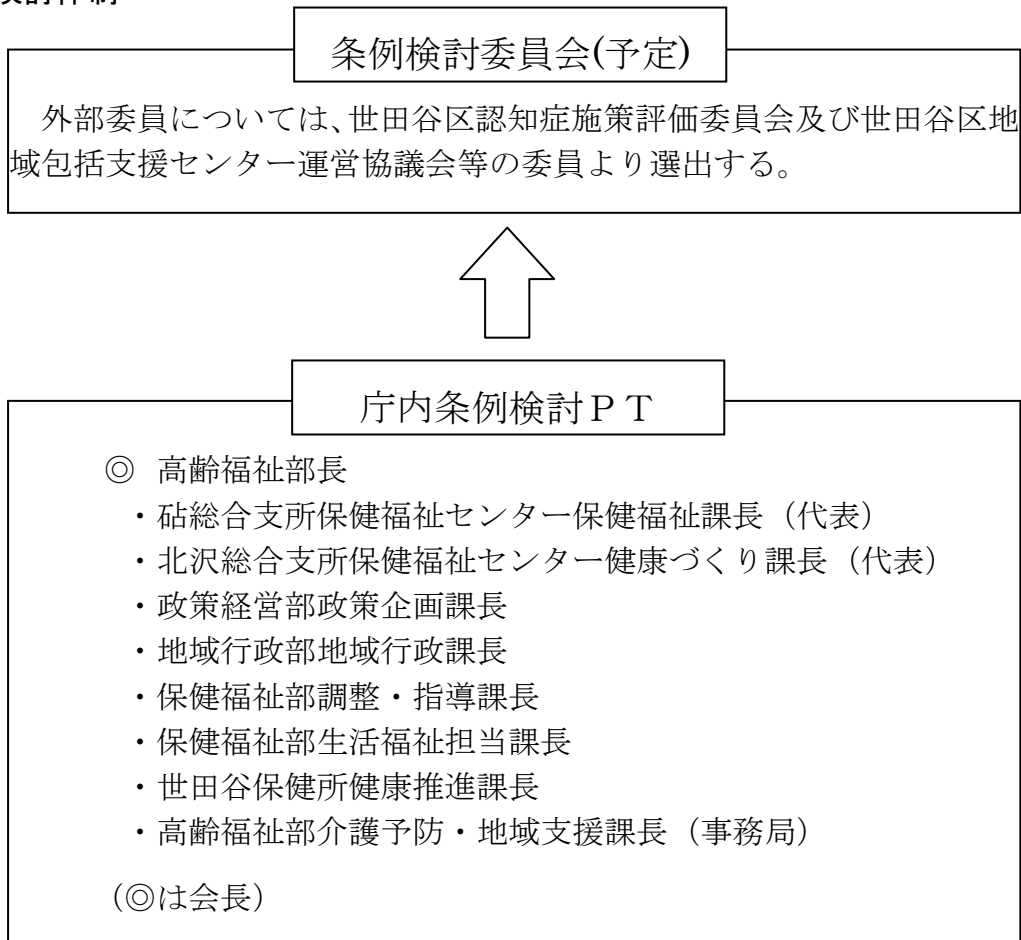 条例検討委員会(予定)
外部委員については、世田谷区認知症施策評価委員会及び世田谷区地
域包括支援センター運営協議会等の委員より選出する。
庁内条例検討ＰＴ
◎ 高齢福祉部長
・砧総合支所保健福祉センター保健福祉課長（代表）
・北沢総合支所保健福祉センター健康づくり課長（代表）
・政策経営部政策企画課長
・地域行政部地域行政課長
・保健福祉部調整・指導課長
・保健福祉部生活福祉担当課長
・世田谷保健所健康推進課長
・高齢福祉部介護予防・地域支援課長（事務局）
（◎は会長）